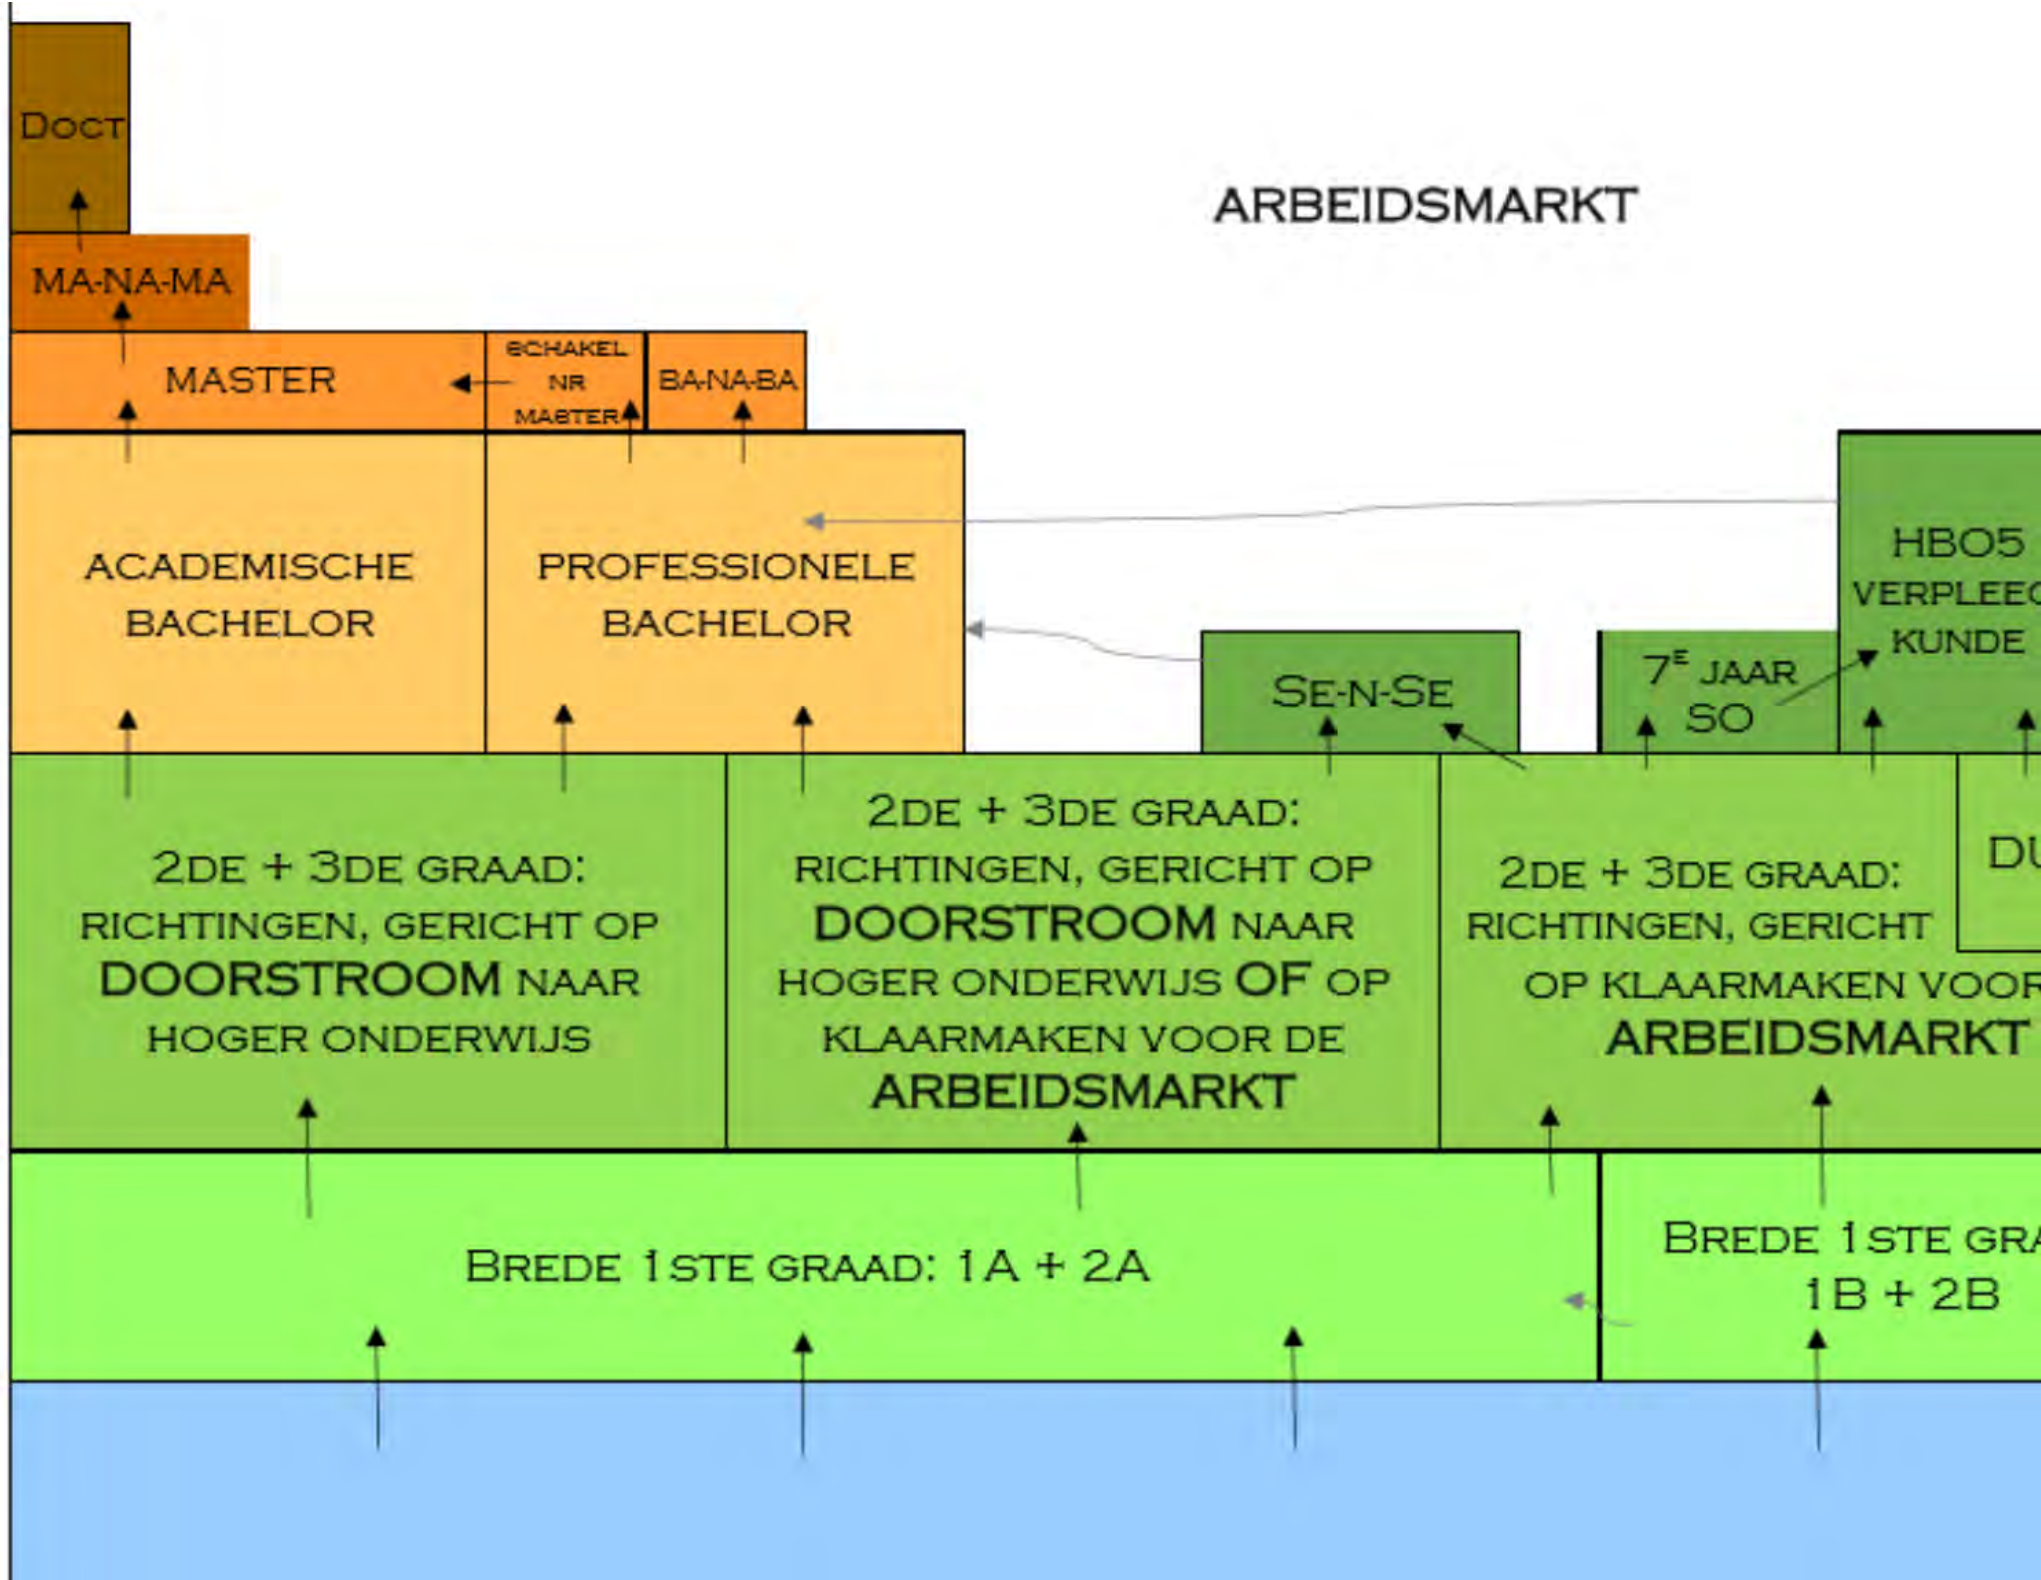 DOCT
ARBEIDSMARKT
MA-NA-MA
MASTER
SCHAKEL
NR
MASTER
BA-NA-BA
ACADEMISCHE
BACHELOR
PROFESSIONELE
BACHELOR
SE-N-SE
7E JAAR
SO
HBO5
VERPLEEG
KUNDE
2DE + 3DE GRAAD:
RICHTINGEN, GERICHT OP
DOORSTROOM NAAR
HOGER ONDERWIJS
2DE + 3DE GRAAD:
RICHTINGEN, GERICHT OP
DOORSTROOM NAAR
HOGER ONDERWIJS OF OP
KLAARMAKEN VOOR DE
ARBEIDSMARKT
2DE + 3DE GRAAD:
RICHTINGEN, GERICHT
OP KLAARMAKEN VOOR
ARBEIDSMARKT
BREDE 1STE GRAAD: 1A + 2A
BREDE 1STE
1B + 2B